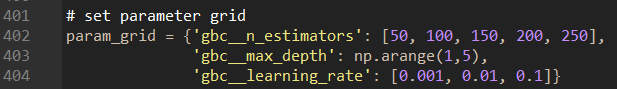 401 # set parameter grid
402 param_grid = {'gbc__n_estimators': [50, 100, 150, 200, 250],
403 'gbc__max_depth': np.arange(1,5),
404 'gbc__learning_rate': [0.001, 0.01, 0.1]}